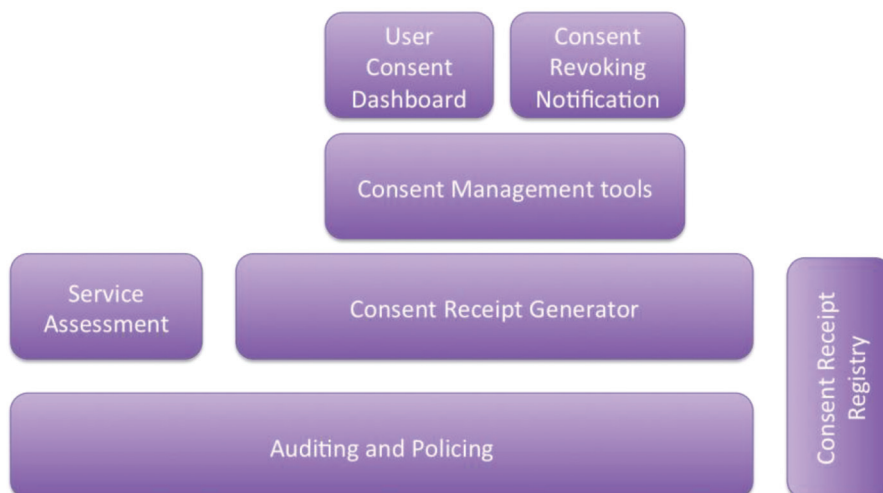 User
Consent
Dashboard
Consent
Revoking
Notification
Consent Management tools
Service
Assessment
Consent Receipt Generator
Consent Receipt
Registry
Auditing and Policing